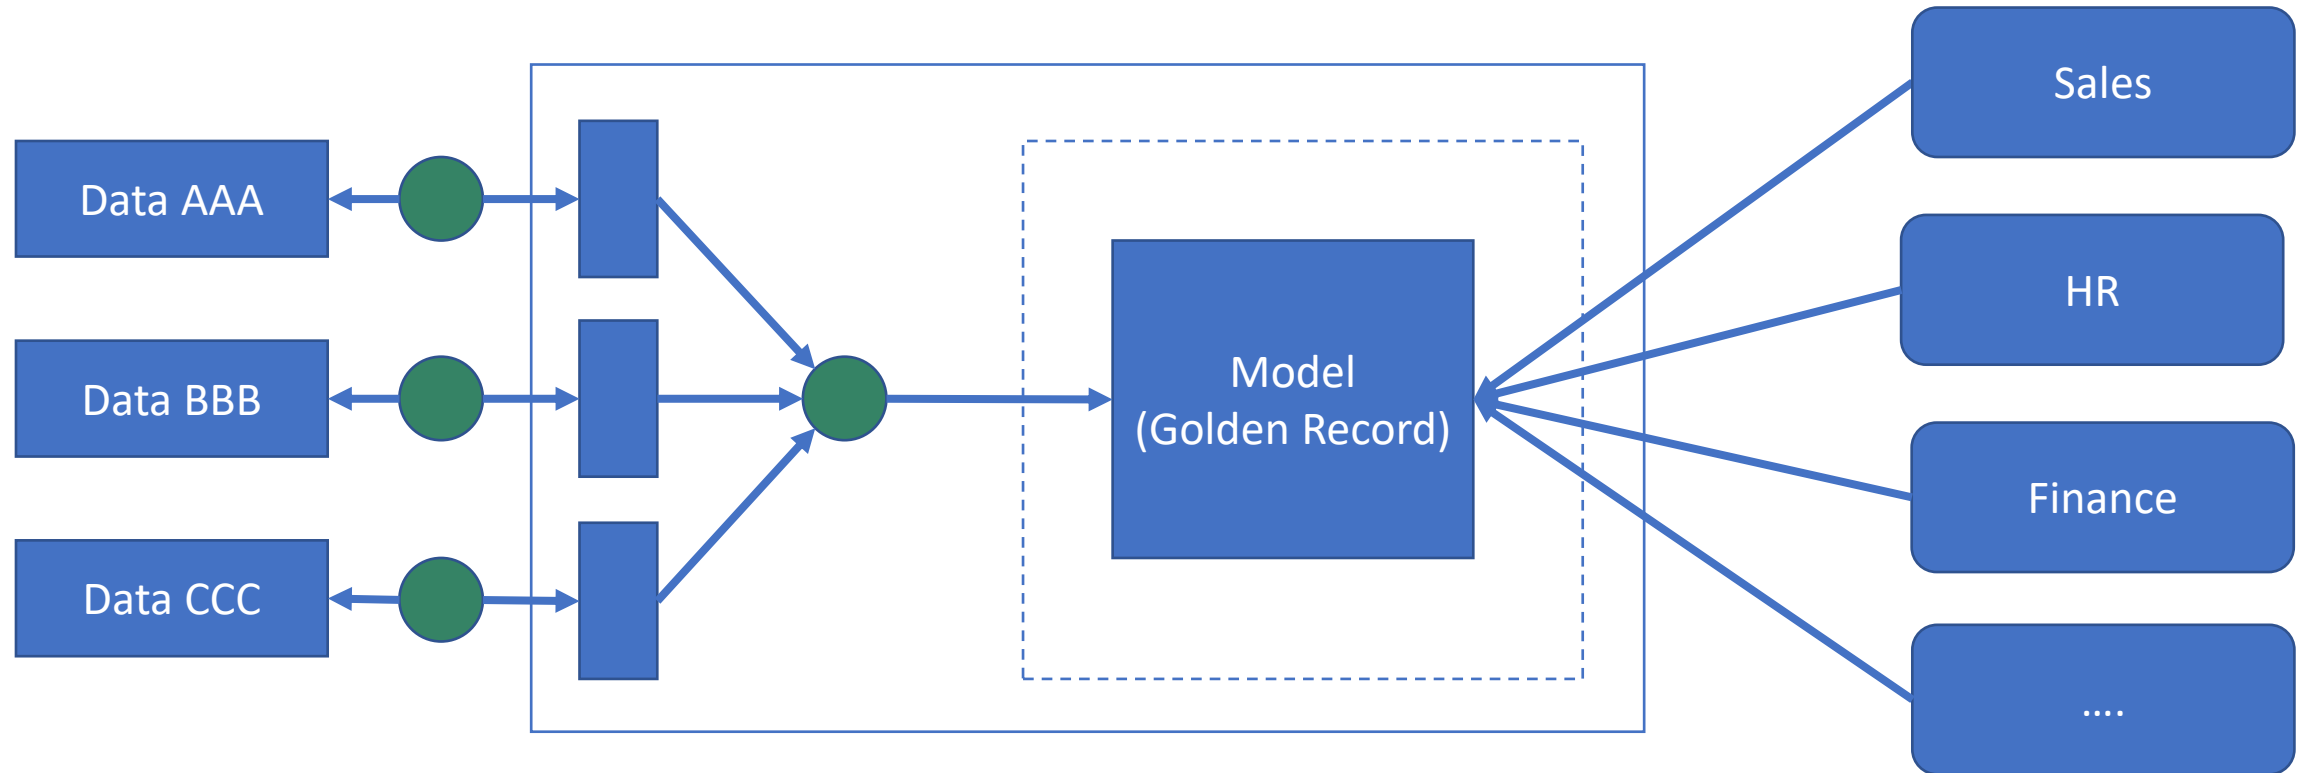 Data AAA
Data BBB
Data CCC
Model
(Golden Record)
Sales
HR
Finance
....